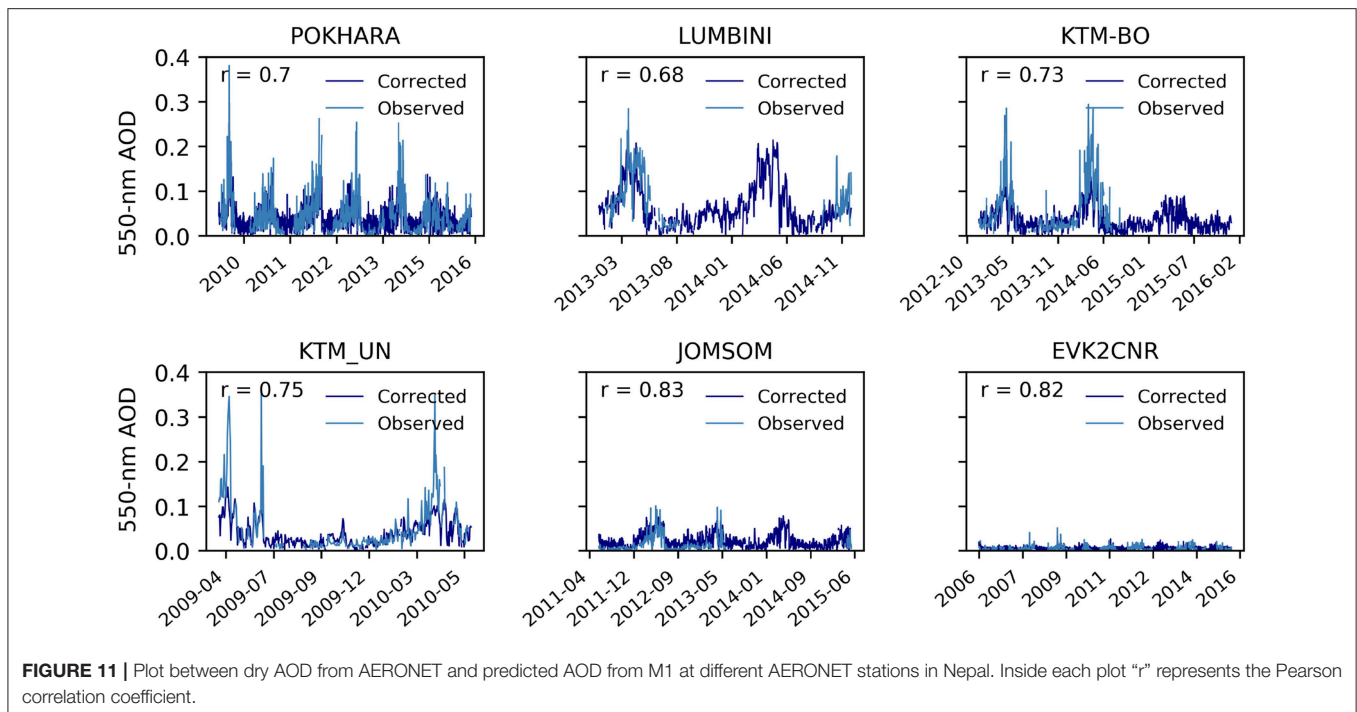 POKHARA
LUMBINI
KTM-BO
0.4
0.3
0.2
0.1
0.0
550-nm AOD
r = 0.7
Corrected
Observed
2010
2011
2012
2013
2015
2016
r = 0.68
Corrected
Observed
2013-03
2013-08
2014-01
2014-06
2014-11
r = 0.73
Corrected
Observed
2012-10
2013-05
2013-11
2014-06
2015-01
2015-07
2016-02
KTM_UN
JOMSOM
EVK2CNR
0.4
0.3
0.2
0.1
0.0
550-nm AOD
r = 0.75
Corrected
Observed
2009-04
2009-07
2009-09
2009-12
2010-03
2010-05
r = 0.83
Corrected
Observed
2011-04
2011-12
2012-09
2013-05
2014-01
2014-09
2015-06
r = 0.82
Corrected
Observed
2006
2007
2009
2011
2012
2014
2016
FIGURE 11 | Plot between dry AOD from AERONET and predicted AOD from M1 at different AERONET stations in Nepal. Inside each plot “r” represents the Pearson
correlation coefficient.